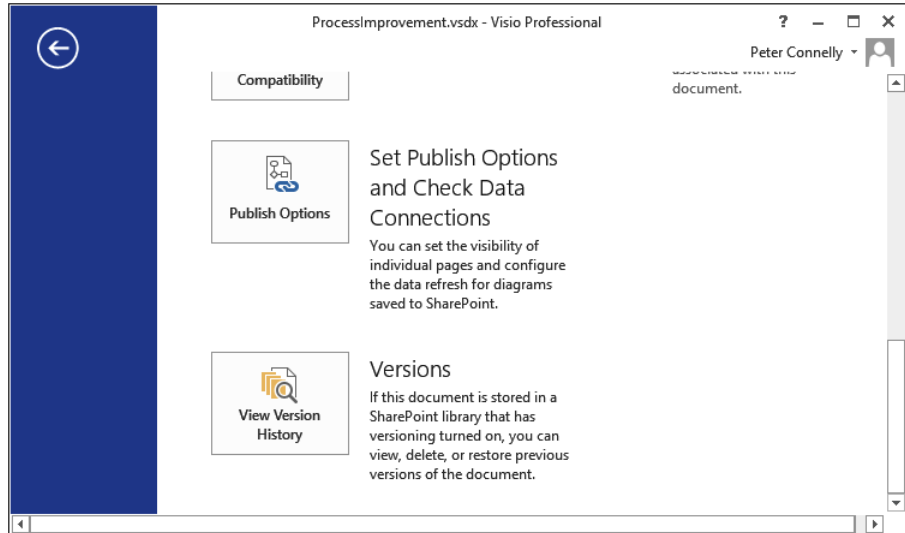 ProcessImprovement.vsdx - Visio Professional
?
Peter Connelly
Compatibility
associated with this
document.
Publish Options
Set Publish Options
and Check Data
Connections
You can set the visibility of
individual pages and configure
the data refresh for diagrams
saved to SharePoint.
View Version
History
Versions
If this document is stored in a
SharePoint library that has
versioning turned on, you can
view, delete, or restore previous
versions of the document.